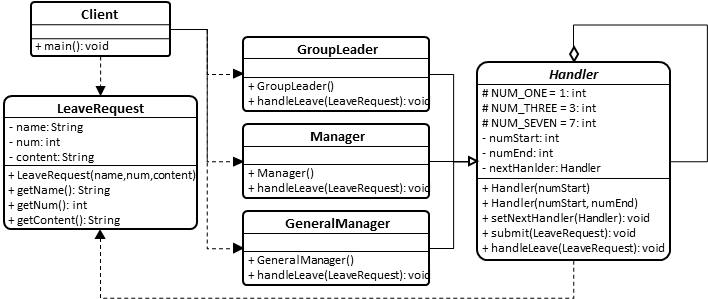 Client
+ main(): void
LeaveRequest
- name: String
- num: int
- content: String
+ LeaveRequest(name,num,content)
+ getName(): String
+ getNum(): int
+ getContent(): String
GroupLeader
+ GroupLeader()
+ handleLeave(LeaveRequest): void
Manager
+ Manager()
+ handleLeave(LeaveRequest): void
GeneralManager
+ GeneralManager()
+ handleLeave(LeaveRequest): void
Handler
# NUM_ONE = 1: int
# NUM_THREE = 3: int
# NUM_SEVEN = 7: int
- numStart: int
- numEnd: int
- nextHanlder: Handler
+ Handler(numStart)
+ Handler(numStart, numEnd)
+ setNextHandler(Handler): void
+ submit(LeaveRequest): void
+ handleLeave(LeaveRequest): void